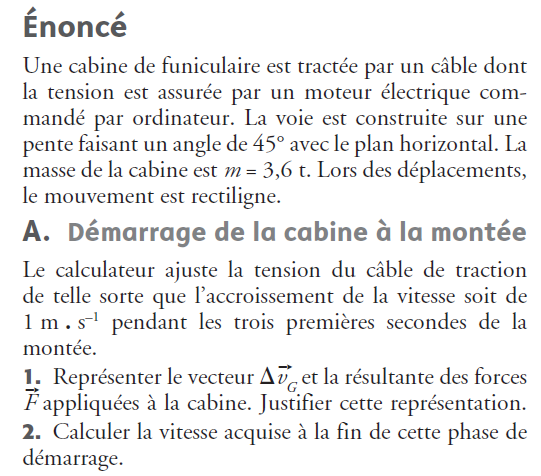 Énoncé
Une cabine de funiculaire est tractée par un câble dont
la tension est assurée par un moteur électrique com-
mandé par ordinateur. La voie est construite sur une
pente faisant un angle de 45° avec le plan horizontal. La
masse de la cabine est m = 3,6 t. Lors des déplacements,
le mouvement est rectiligne.
A. Démarrage de la cabine à la montée
Le calculateur ajuste la tension du câble de traction
de telle sorte que l'accroissement de la vitesse soit de
1 m . s⁻¹ pendant les trois premières secondes de la
montée.
1. Représenter le vecteur Δv⃗G et la résultante des forces
F⃗ appliquées à la cabine. Justifier cette représentation.
2. Calculer la vitesse acquise à la fin de cette phase de
démarrage.